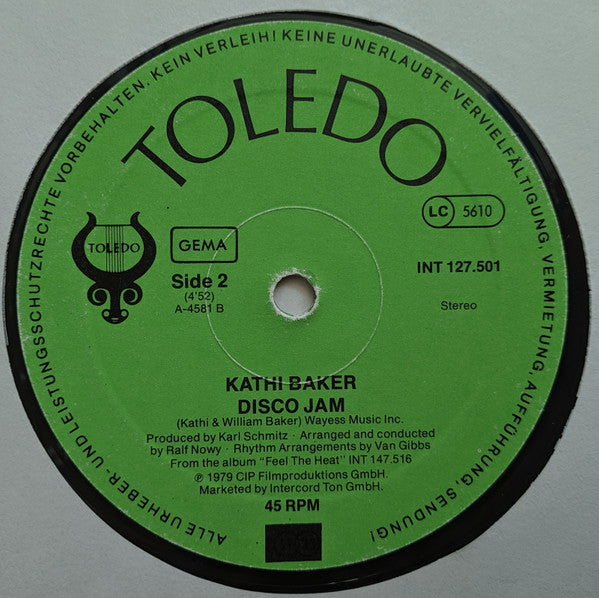 ALLE URHEBER- UND LEISTUNGSSCHUTZRECHTE VORBEHALTEN. KEIN VERLEIH! KEINE UNERLAUBTE VERVIELFÄLTIGUNG, VERMIETUNG, AUFFÜHRUNG, SENDUNG!
TOLEDO
TOLEDO
GEMA
LC 5610
Side 2
(4'52)
A-4581 B
INT 127.501
Stereo
KATHI BAKER
DISCO JAM
(Kathi & William Baker) Wayess Music Inc.
Produced by Karl Schmitz · Arranged and conducted
by Ralf Nowy · Rhythm Arrangements by Van Gibbs
From the album "Feel The Heat" INT 147.516
℗ 1979 CIP Filmproduktions GmbH.
Marketed by Intercord Ton GmbH.
45 RPM